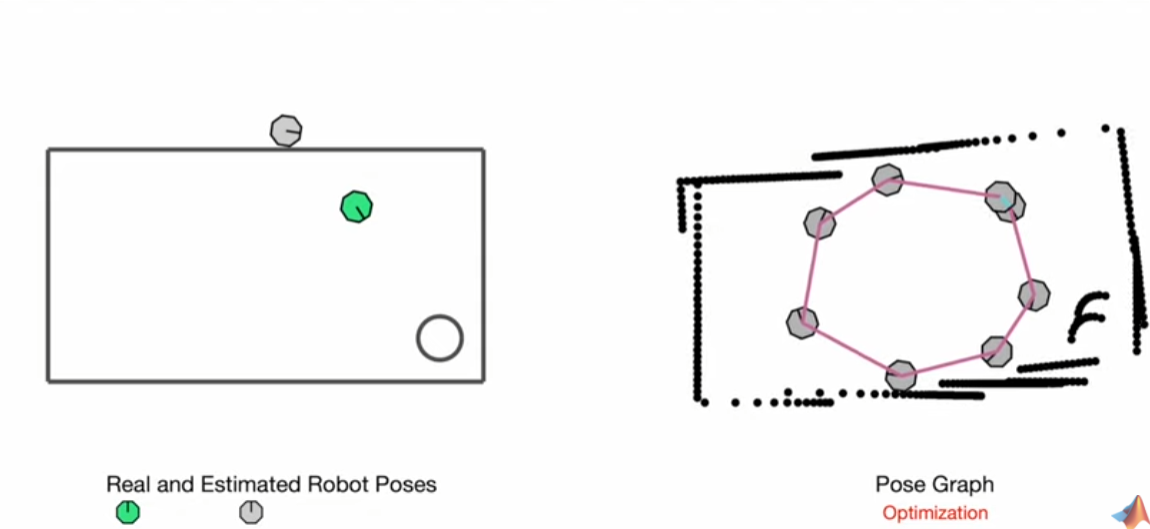 Real and Estimated Robot Poses
Pose Graph
Optimization